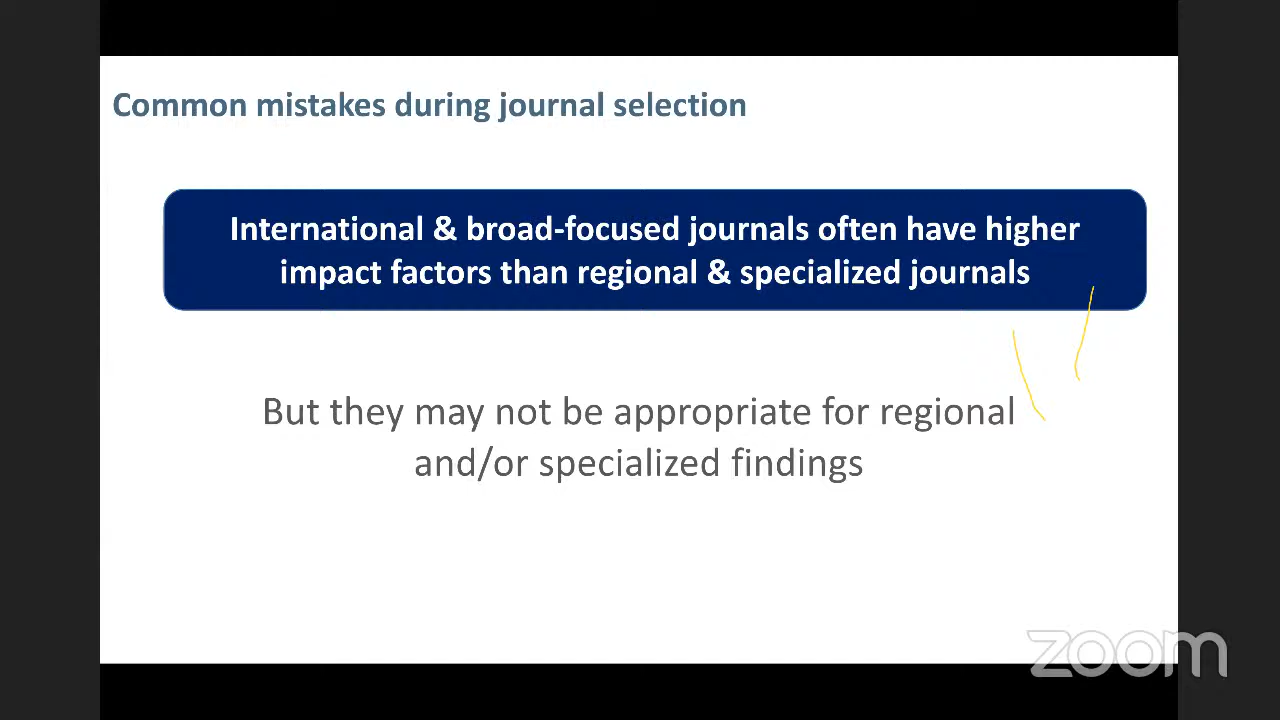 Common mistakes during journal selection
International & broad-focused journals often have higher
impact factors than regional & specialized journals
But they may not be appropriate for regional
and/or specialized findings
zoom